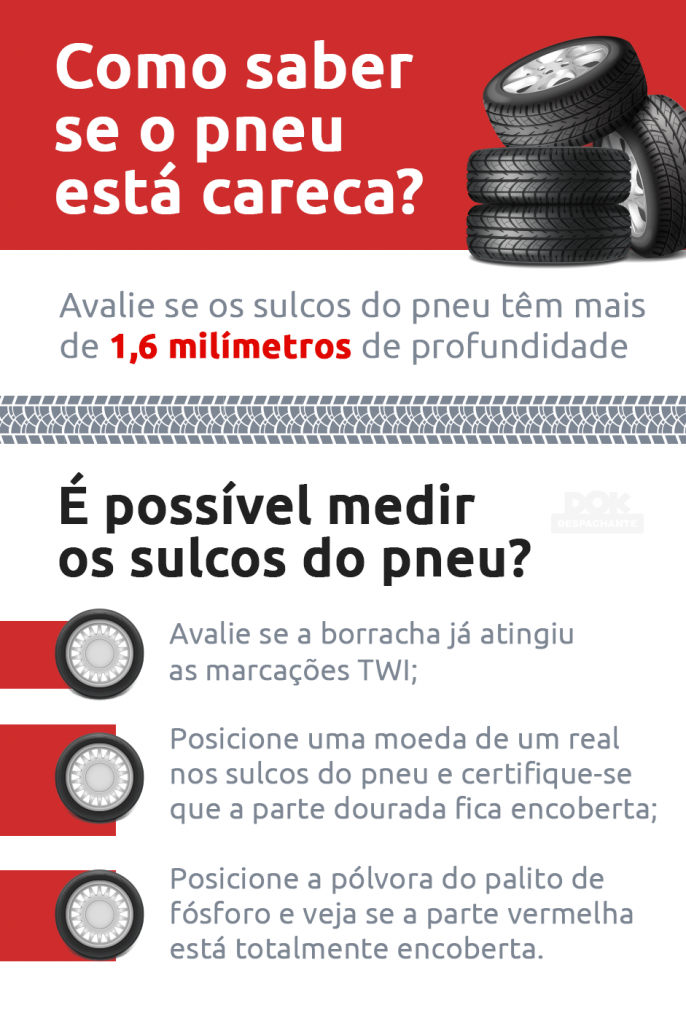 Como saber
se o pneu
está careca?
Avalie se os sulcos do pneu têm mais
de 1,6 milímetros de profundidade
É possível medir
os sulcos do pneu?
DOK
DESPACHANTE
Avalie se a borracha já atingiu
as marcações TWI;
Posicione uma moeda de um real
nos sulcos do pneu e certifique-se
que a parte dourada fica encoberta;
Posicione a pólvora do palito de
fósforo e veja se a parte vermelha
está totalmente encoberta.